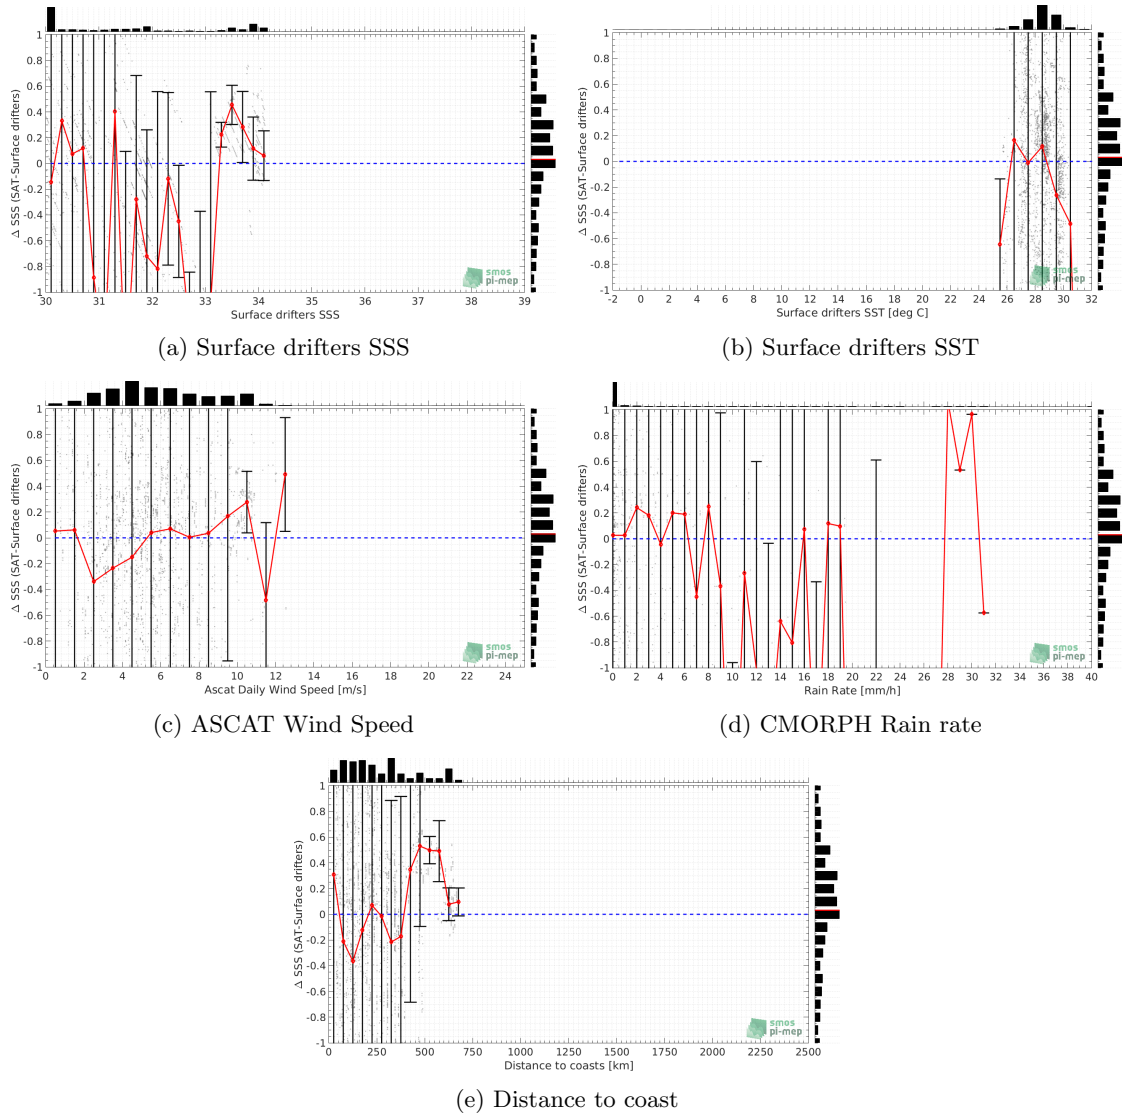 1
0.8
0.6
0.4
0.2
0
-0.2
-0.4
-0.6
-0.8
-1
Δ SSS (SAT-Surface drifters)
30 31 32 33 34 35 36 37 38 39
Surface drifters SSS
smos
pi-mep
(a) Surface drifters SSS
1
0.8
0.6
0.4
0.2
0
-0.2
-0.4
-0.6
-0.8
-1
Δ SSS (SAT-Surface drifters)
-2 0 2 4 6 8 10 12 14 16 18 20 22 24 26 28 30 32
Surface drifters SST [deg C]
smos
pi-mep
(b) Surface drifters SST
1
0.8
0.6
0.4
0.2
0
-0.2
-0.4
-0.6
-0.8
-1
Δ SSS (SAT-Surface drifters)
0 2 4 6 8 10 12 14 16 18 20 22 24
Ascat Daily Wind Speed [m/s]
smos
pi-mep
(c) ASCAT Wind Speed
1
0.8
0.6
0.4
0.2
0
-0.2
-0.4
-0.6
-0.8
-1
Δ SSS (SAT-Surface drifters)
0 2 4 6 8 10 12 14 16 18 20 22 24 26 28 30 32 34 36 38 40
Rain Rate [mm/h]
smos
pi-mep
(d) CMORPH Rain rate
1
0.8
0.6
0.4
0.2
0
-0.2
-0.4
-0.6
-0.8
-1
Δ SSS (SAT-Surface drifters)
0 250 500 750 1000 1250 1500 1750 2000 2250 2500
Distance to coasts [km]
smos
pi-mep
(e) Distance to coast